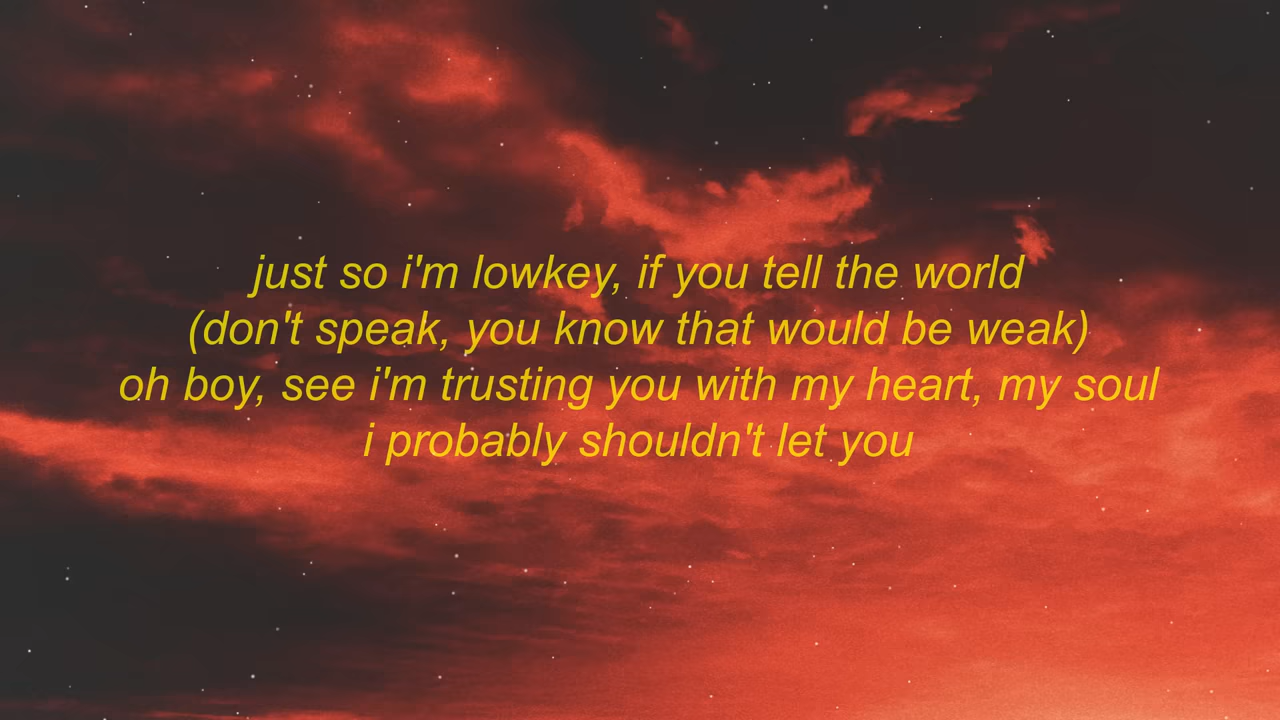 just so i'm lowkey, if you tell the world
(don't speak, you know that would be weak)
oh boy, see i'm trusting you with my heart, my soul
i probably shouldn't let you